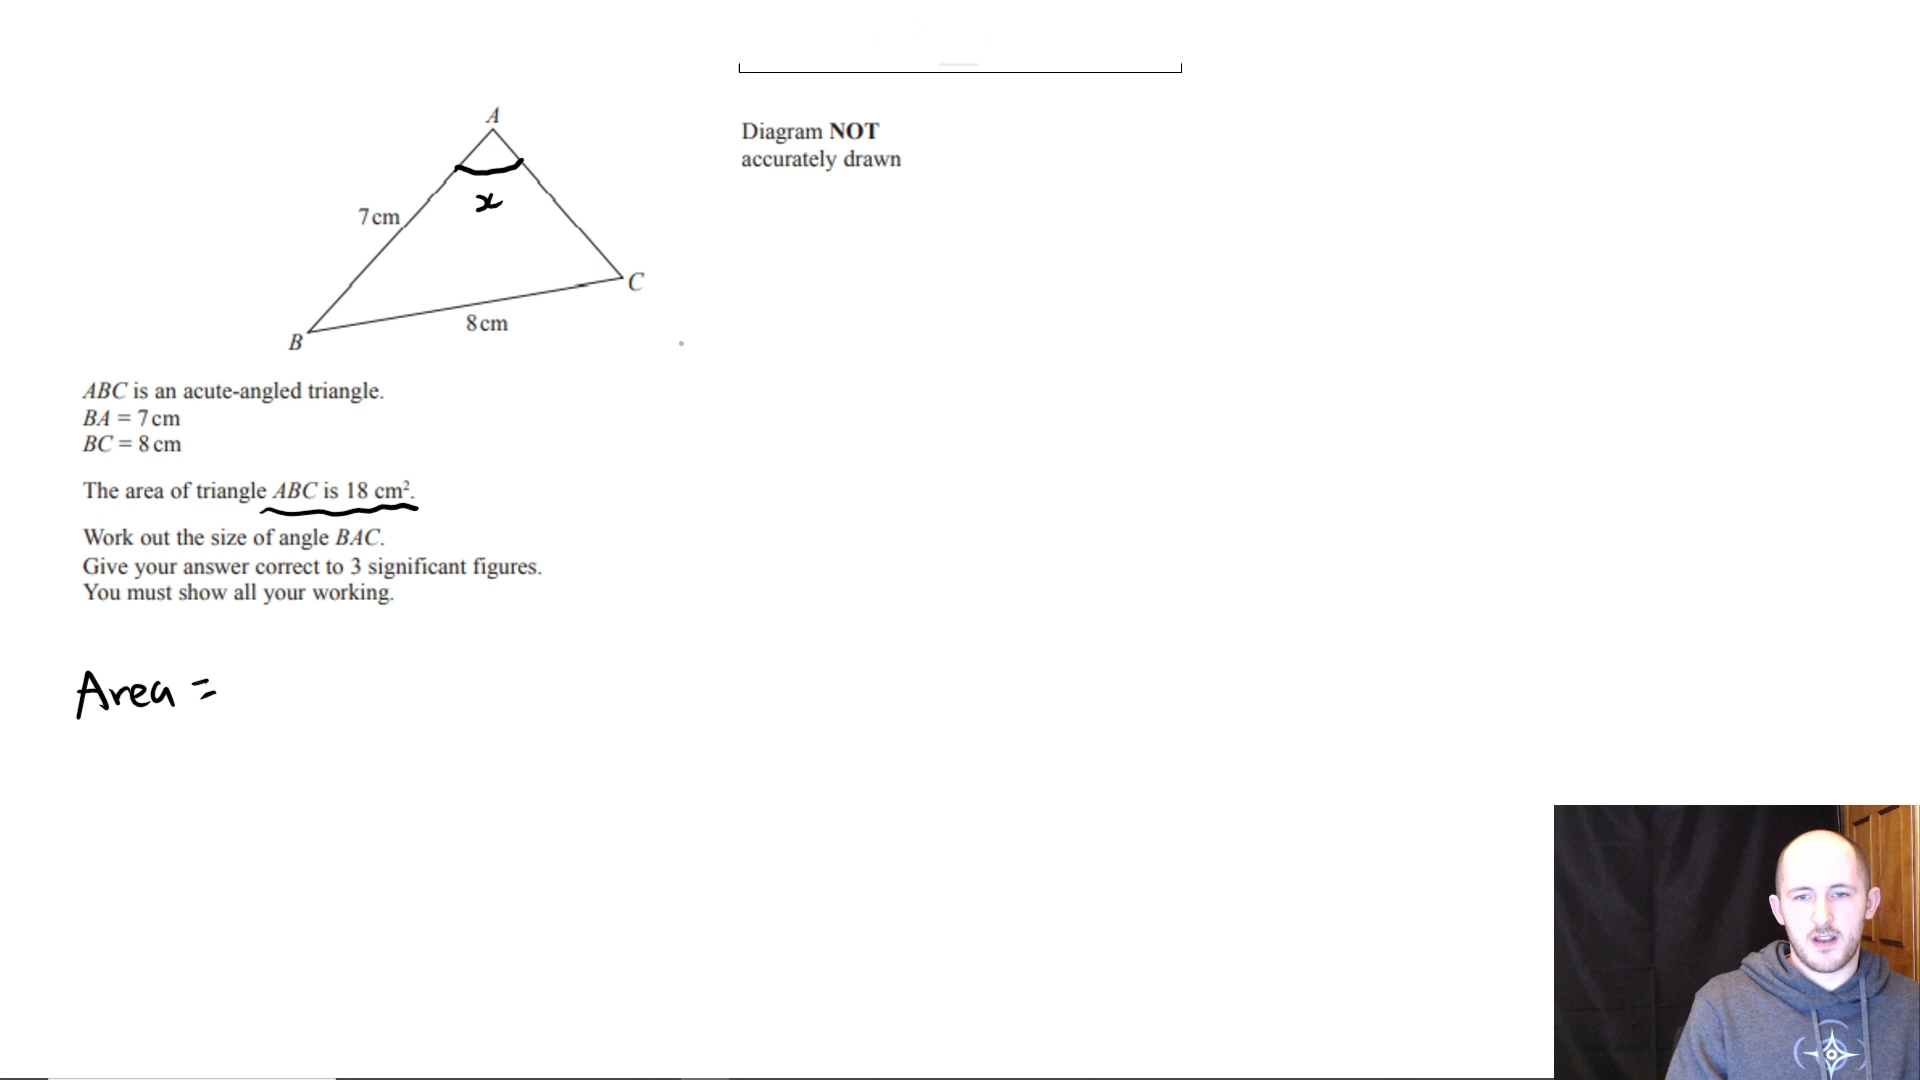 A
Diagram NOT
accurately drawn
x
7 cm
C
8 cm
B
ABC is an acute-angled triangle.
BA = 7 cm
BC = 8 cm
The area of triangle ABC is 18 cm².
Work out the size of angle BAC.
Give your answer correct to 3 significant figures.
You must show all your working.
Area =